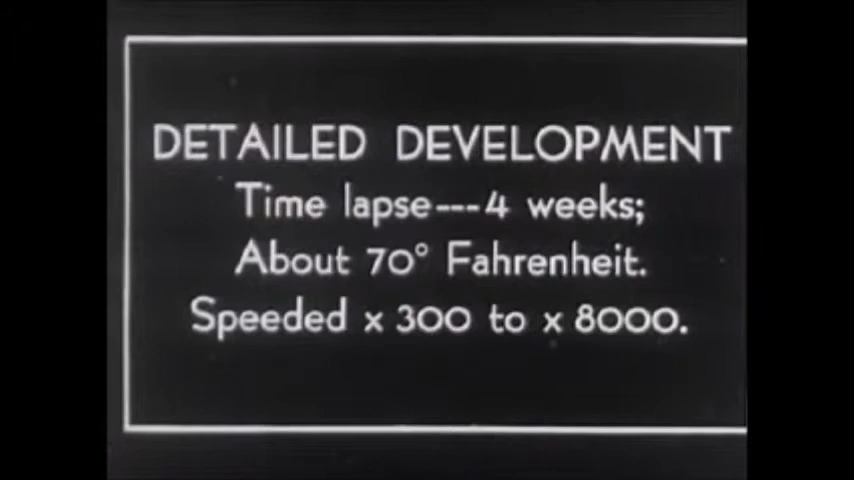 DETAILED DEVELOPMENT
Time lapse---4 weeks;
About 70° Fahrenheit.
Speeded x 300 to x 8000.